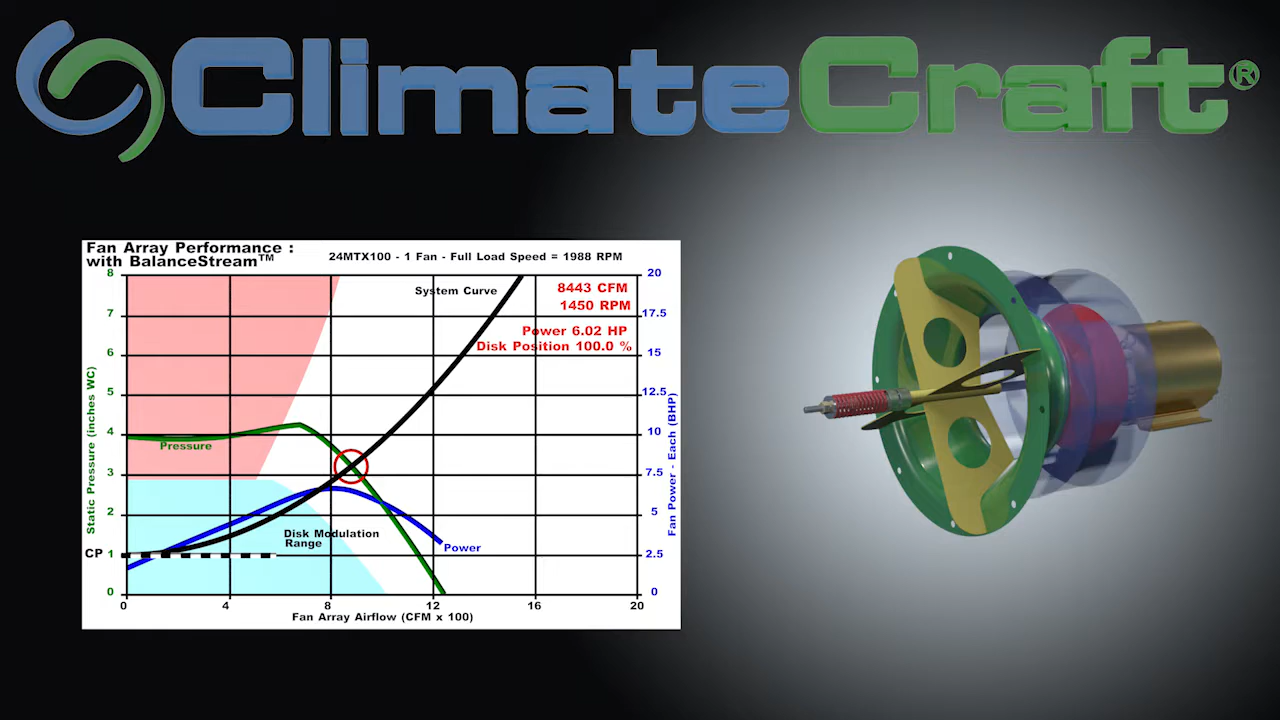 ClimateCraft®
Fan Array Performance :
with BalanceStream™
24MTX100 - 1 Fan - Full Load Speed = 1988 RPM
8
7
6
5
4
3
2
1
0
Static Pressure (inches WC)
CP
System Curve
8443 CFM
1450 RPM
Power 6.02 HP
Disk Position 100.0 %
Pressure
Disk Modulation
Range
Power
20
17.5
15
12.5
10
7.5
5
2.5
0
Fan Power - Each (BHP)
0 4 8 12 16 20
Fan Array Airflow (CFM x 100)